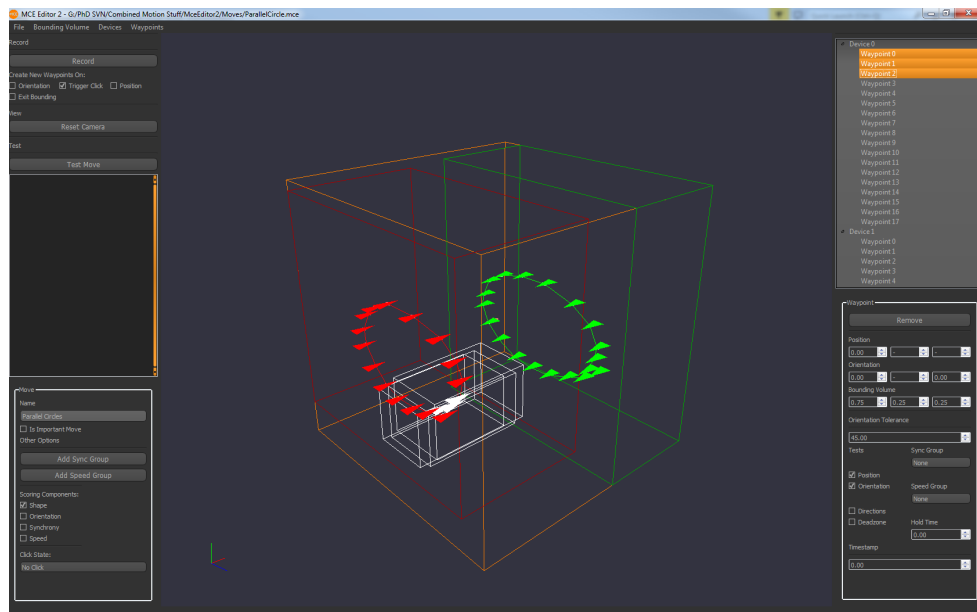 MCE Editor 2 - G:/PhD SVN/Combined Motion Stuff/MceEditor2/Moves/ParallelCircle.mce
File Bounding Volume Devices Waypoints
Record
Record
Create New Waypoints On:
Orientation Trigger Click Position
Exit Bounding
View
Reset Camera
Test
Test Move
Move
Name
Parallel Circles
Is Important Move
Other Options
Add Sync Group
Add Speed Group
Scoring Components:
Shape
Orientation
Synchrony
Speed
Click State:
No Click
Device 0
Waypoint 0
Waypoint 1
Waypoint 2
Waypoint 3
Waypoint 4
Waypoint 5
Waypoint 6
Waypoint 7
Waypoint 8
Waypoint 9
Waypoint 10
Waypoint 11
Waypoint 12
Waypoint 13
Waypoint 14
Waypoint 15
Waypoint 16
Waypoint 17
Device 1
Waypoint 0
Waypoint 1
Waypoint 2
Waypoint 3
Waypoint 4
Waypoint
Remove
Position
0.00 - -
Orientation
0.00 - 0.00
Bounding Volume
0.75 0.25 0.25
Orientation Tolerance
45.00
Tests Sync Group
None
Position
Orientation Speed Group
None
Directions
Deadzone Hold Time
0.00
Timestamp
0.00